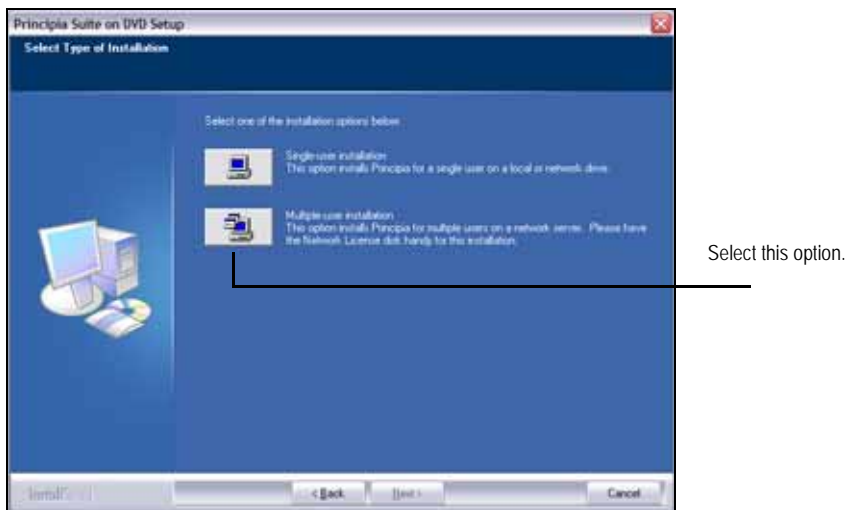 Principia Suite on DVD Setup
Select Type of Installation
Select one of the installation options below.
Single-user installation
This option installs Principia for a single user on a local or network drive.
Multiple-user installation
This option installs Principia for multiple users on a network server. Please have
the Network License disk handy for this installation.
Select this option.
< Back
Next >
Cancel